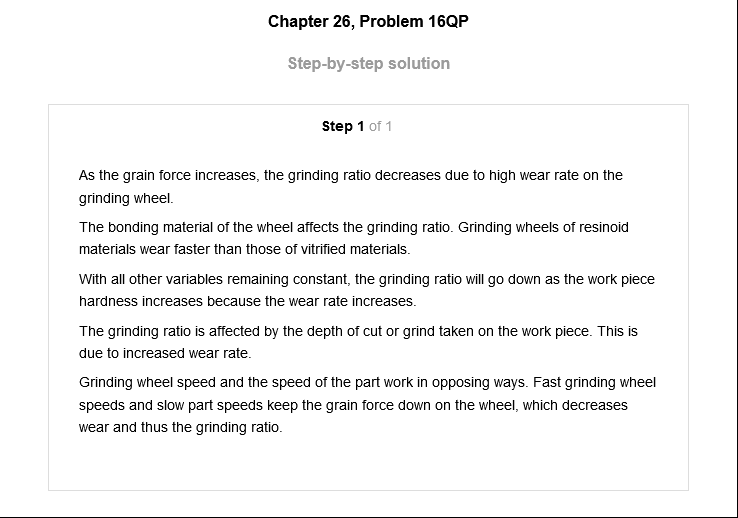 Chapter 26, Problem 16QP
Step-by-step solution
Step 1 of 1
As the grain force increases, the grinding ratio decreases due to high wear rate on the
grinding wheel.
The bonding material of the wheel affects the grinding ratio. Grinding wheels of resinoid
materials wear faster than those of vitrified materials.
With all other variables remaining constant, the grinding ratio will go down as the work piece
hardness increases because the wear rate increases.
The grinding ratio is affected by the depth of cut or grind taken on the work piece. This is
due to increased wear rate.
Grinding wheel speed and the speed of the part work in opposing ways. Fast grinding wheel
speeds and slow part speeds keep the grain force down on the wheel, which decreases
wear and thus the grinding ratio.